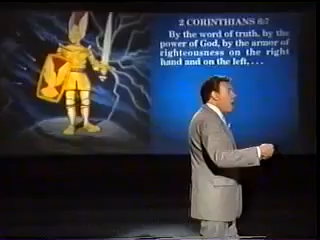 2 CORINTHIANS 6:7
By the word of truth, by the
power of God, by the armor of
righteousness on the right
hand and on the left, . . .